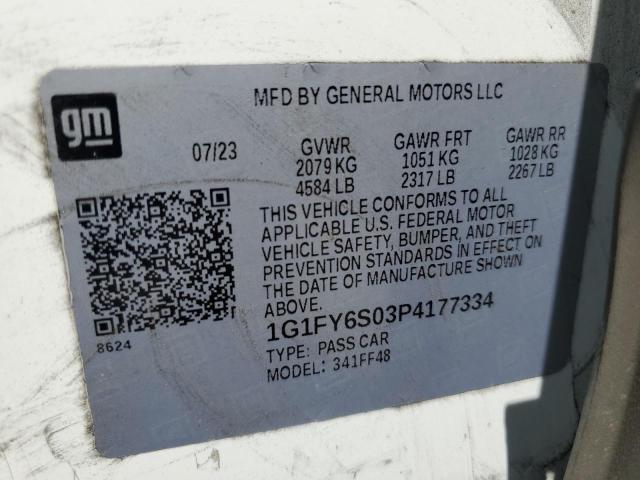 MFD BY GENERAL MOTORS LLC
gm
07/23 GVWR GAWR FRT GAWR RR
2079 KG 1051 KG 1028 KG
4584 LB 2317 LB 2267 LB
THIS VEHICLE CONFORMS TO ALL
APPLICABLE U.S. FEDERAL MOTOR
VEHICLE SAFETY, BUMPER, AND THEFT
PREVENTION STANDARDS IN EFFECT ON
THE DATE OF MANUFACTURE SHOWN
ABOVE.
1G1FY6S03P4177334
8624
TYPE: PASS CAR
MODEL: 341FF48